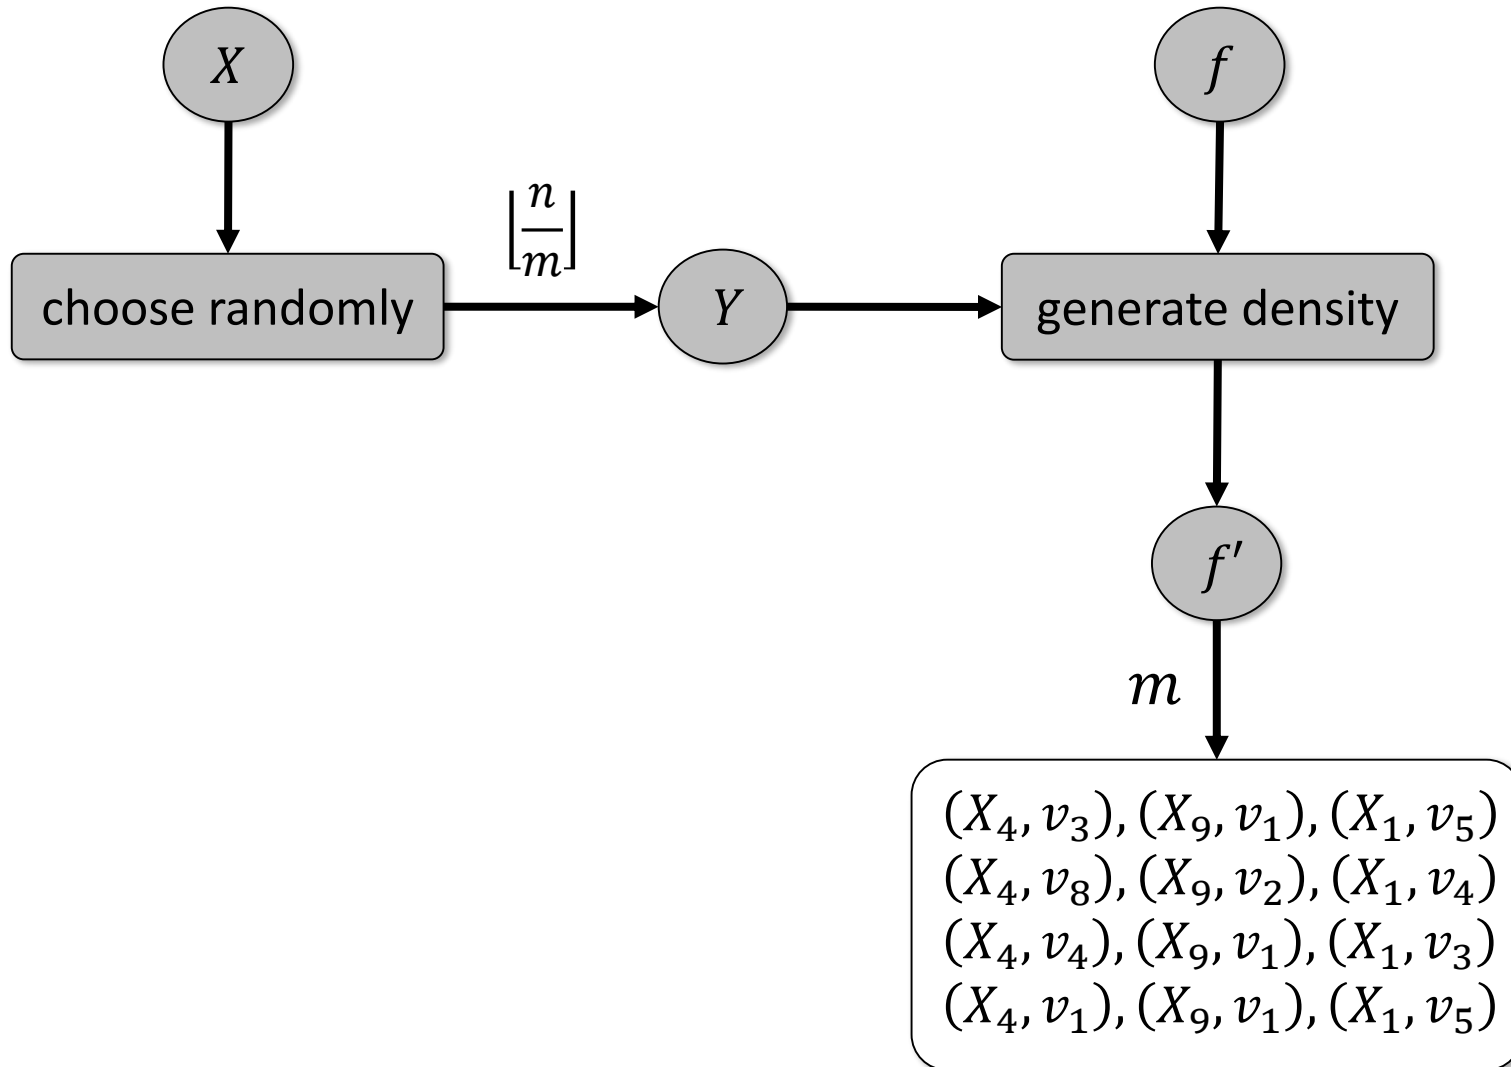 X
f
⌊n/m⌋
choose randomly
Y
generate density
f′
m
(X₄, v₃), (X₉, v₁), (X₁, v₅)
(X₄, v₈), (X₉, v₂), (X₁, v₄)
(X₄, v₄), (X₉, v₁), (X₁, v₃)
(X₄, v₁), (X₉, v₁), (X₁, v₅)